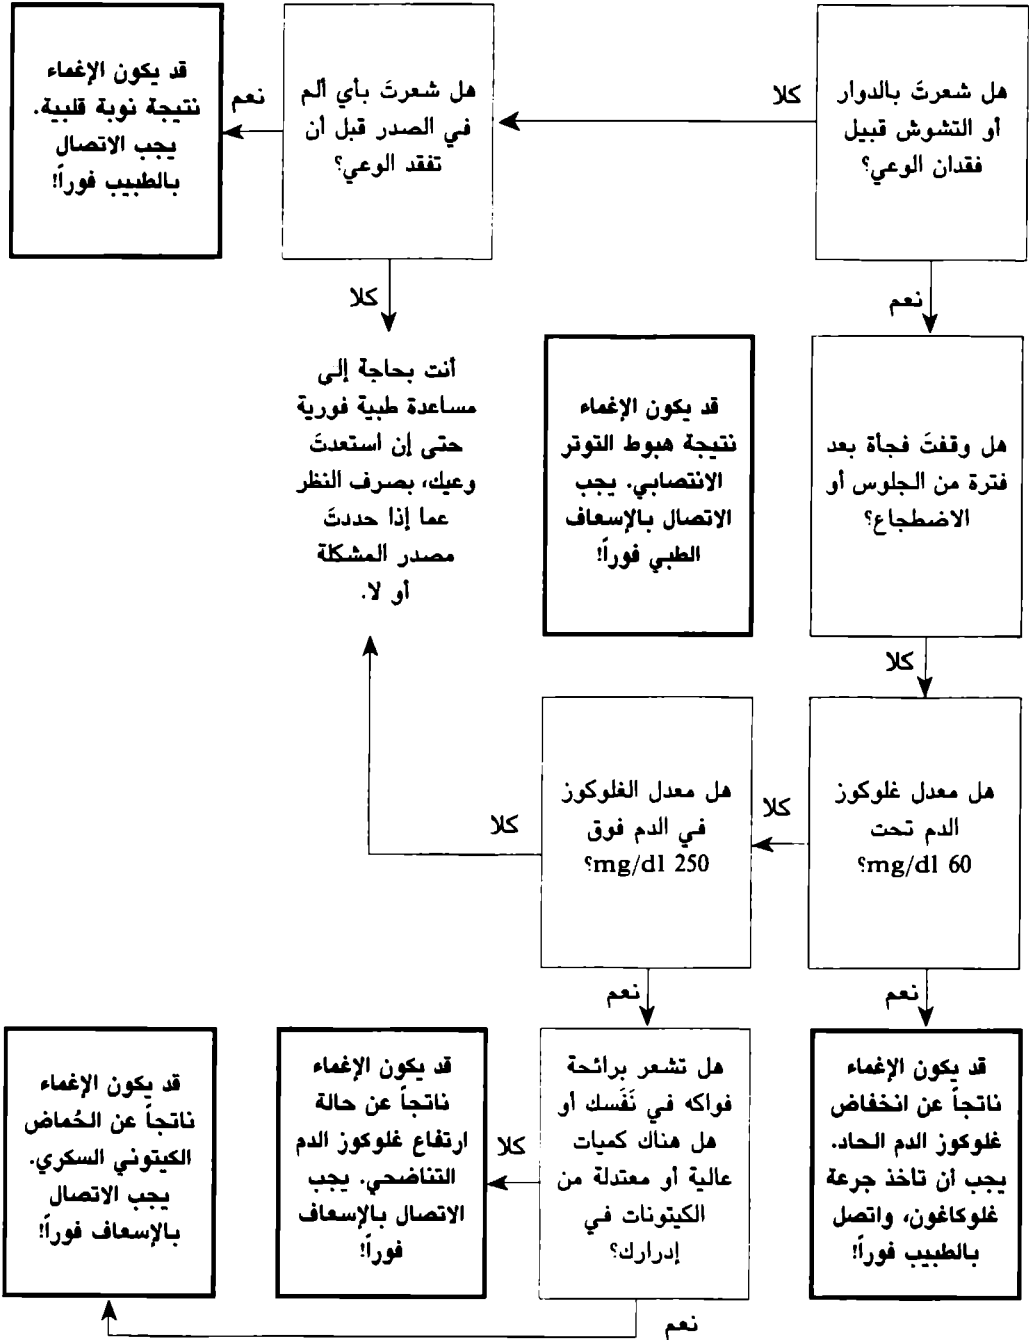 هل شعرتَ بالدوار
أو التشوش قبيل
فقدان الوعي؟
كلا
هل شعرتَ بأي ألم
في الصدر قبل أن
تفقد الوعي؟
نعم
قد يكون الإغماء
نتيجة نوبة قلبية.
يجب الاتصال
بالطبيب فوراً!
نعم
كلا
هل وقفتَ فجأة بعد
فترة من الجلوس أو
الاضطجاع؟
قد يكون الإغماء
نتيجة هبوط التوتر
الانتصابي. يجب
الاتصال بالإسعاف
الطبي فوراً!
أنت بحاجة إلى
مساعدة طبية فورية
حتى إن استعدتَ
وعيك، بصرف النظر
عما إذا حددتَ
مصدر المشكلة
أو لا.
كلا
هل معدل غلوكوز
الدم تحت
60 mg/dl؟
كلا
هل معدل الغلوكوز
في الدم فوق
250 mg/dl؟
كلا
نعم
نعم
قد يكون الإغماء
ناتجاً عن انخفاض
غلوكوز الدم الحاد.
يجب أن تأخذ جرعة
غلوكاغون، واتصل
بالطبيب فوراً!
هل تشعر برائحة
فواكه في نَفَسك أو
هل هناك كميات
عالية أو معتدلة من
الكيتونات في
إدرارك؟
كلا
قد يكون الإغماء
ناتجاً عن حالة
ارتفاع غلوكوز الدم
التناضحي. يجب
الاتصال بالإسعاف
فوراً!
قد يكون الإغماء
ناتجاً عن الحُماض
الكيتوني السكري.
يجب الاتصال
بالإسعاف فوراً!
نعم